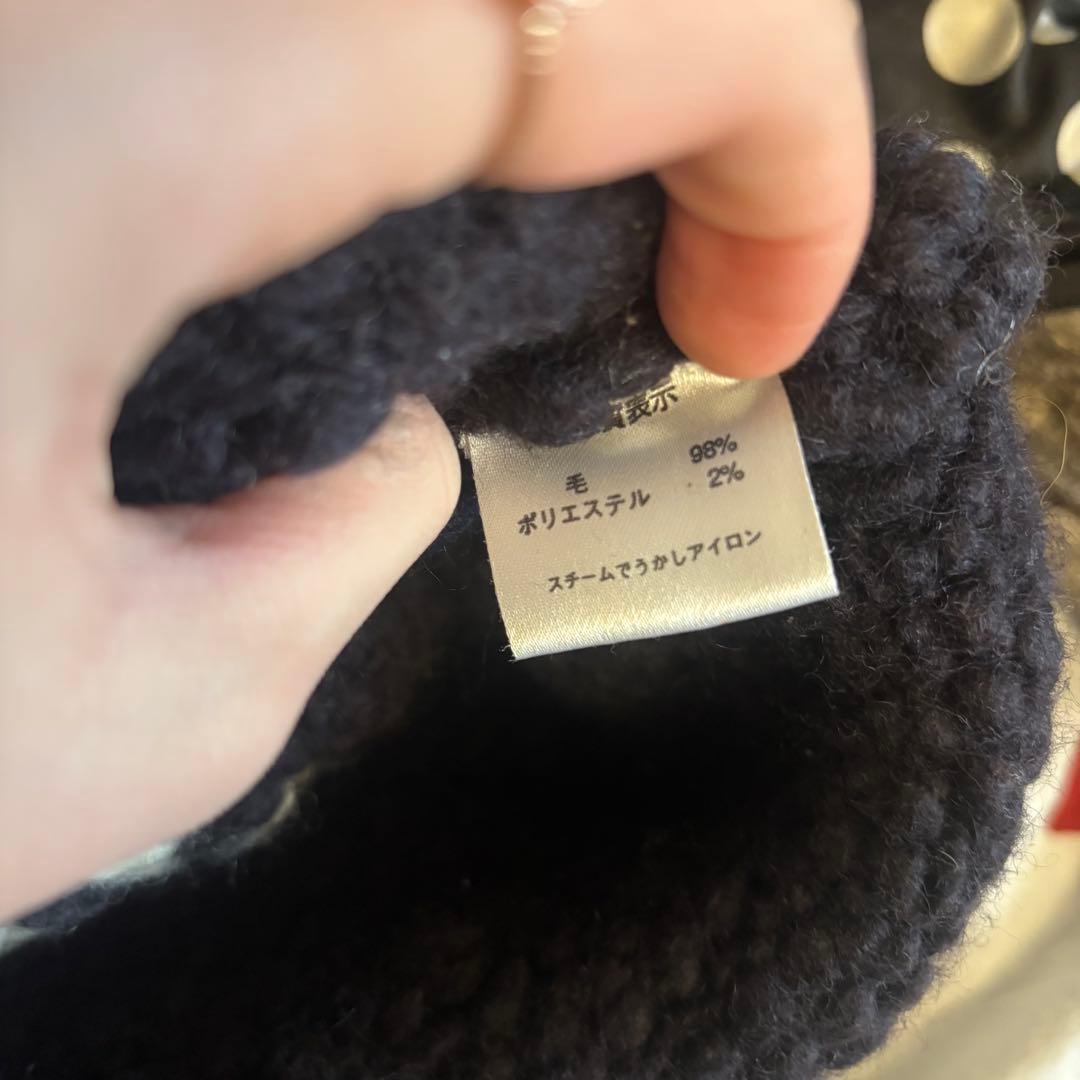 表示
毛 98%
ポリエステル 2%
スチームでうかしアイロン